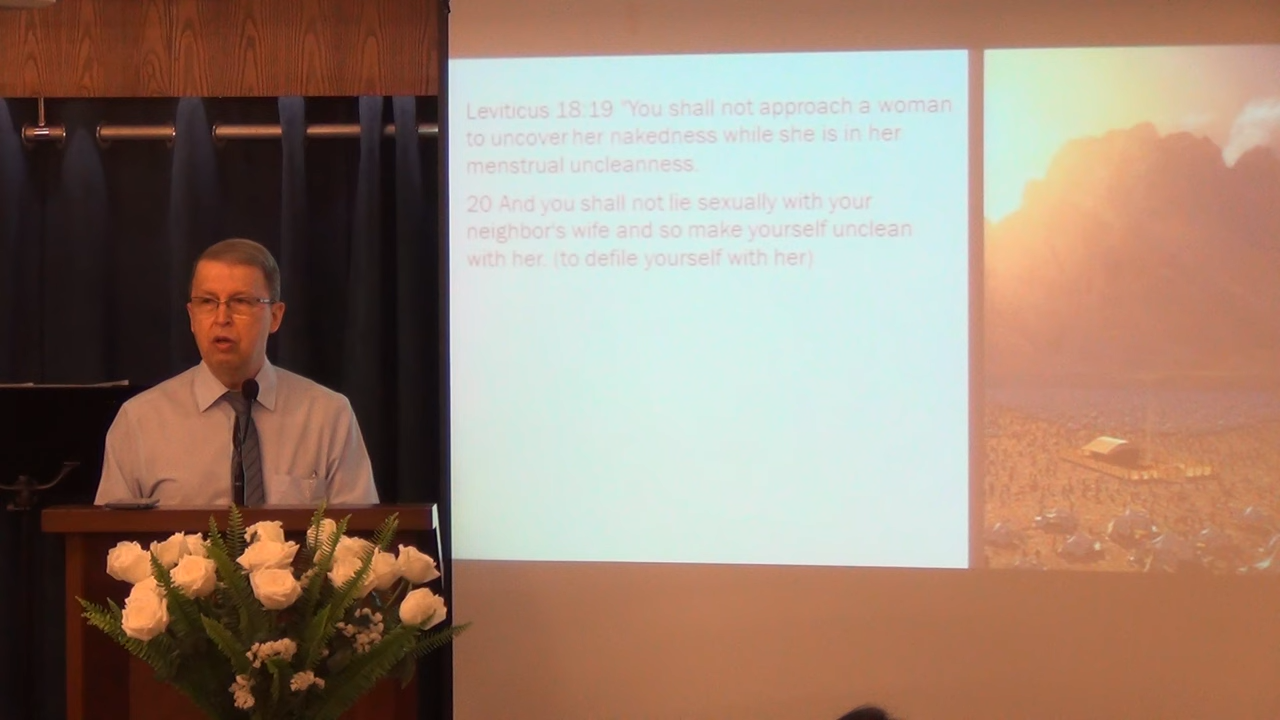 Leviticus 18:19 "You shall not approach a woman
to uncover her nakedness while she is in her
menstrual uncleanness.
20 And you shall not lie sexually with your
neighbor's wife and so make yourself unclean
with her. (to defile yourself with her)